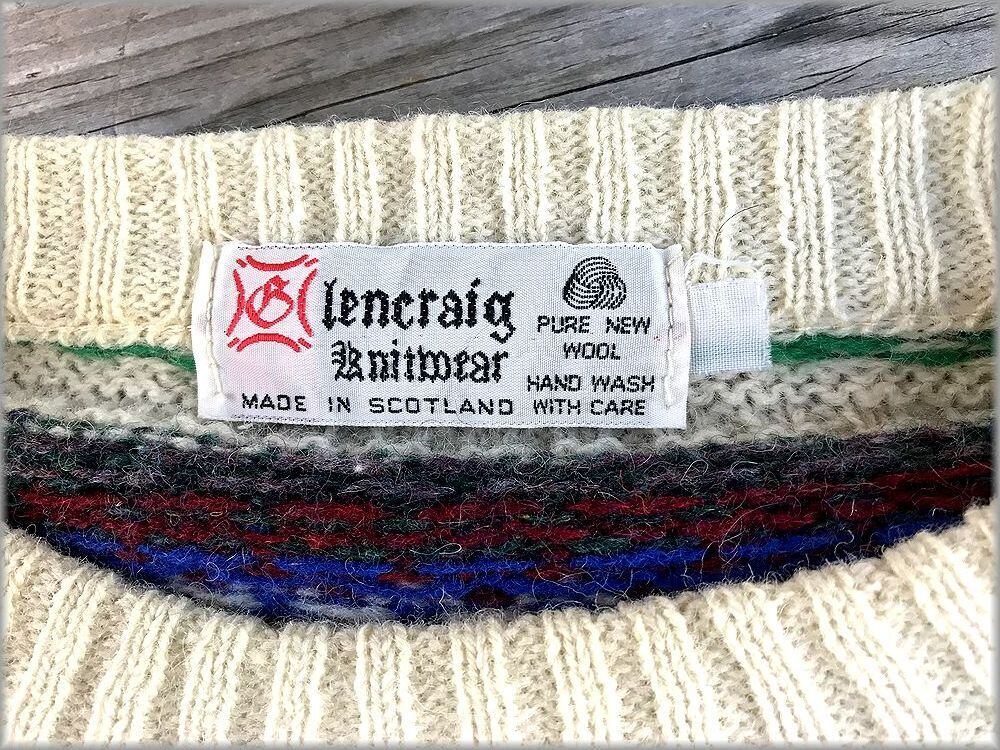 Glencraig
Knitwear
MADE IN SCOTLAND
PURE NEW
WOOL
HAND WASH
WITH CARE